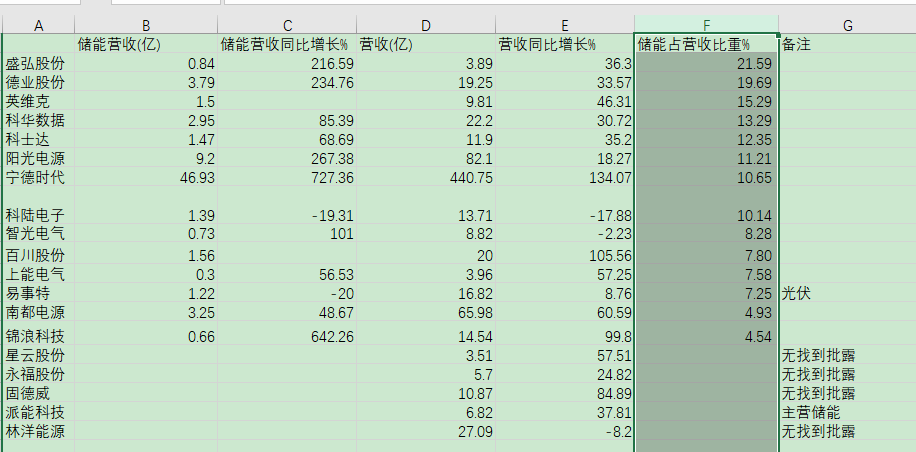 A B C D E F G
储能营收(亿) 储能营收同比增长% 营收(亿) 营收同比增长% 储能占营收比重% 备注
盛弘股份 0.84 216.59 3.89 36.3 21.59
德业股份 3.79 234.76 19.25 33.57 19.69
英维克 1.5 9.81 46.31 15.29
科华数据 2.95 85.39 22.2 30.72 13.29
科士达 1.47 68.69 11.9 35.2 12.35
阳光电源 9.2 267.38 82.1 18.27 11.21
宁德时代 46.93 727.36 440.75 134.07 10.65
科陆电子 1.39 -19.31 13.71 -17.88 10.14
智光电气 0.73 101 8.82 -2.23 8.28
百川股份 1.56 20 105.56 7.80
上能电气 0.3 56.53 3.96 57.25 7.58
易事特 1.22 -20 16.82 8.76 7.25 光伏
南都电源 3.25 48.67 65.98 60.59 4.93
锦浪科技 0.66 642.26 14.54 99.8 4.54
星云股份 3.51 57.51 无找到批露
永福股份 5.7 24.82 无找到批露
固德威 10.87 84.89 无找到批露
派能科技 6.82 37.81 主营储能
林洋能源 27.09 -8.2 无找到批露